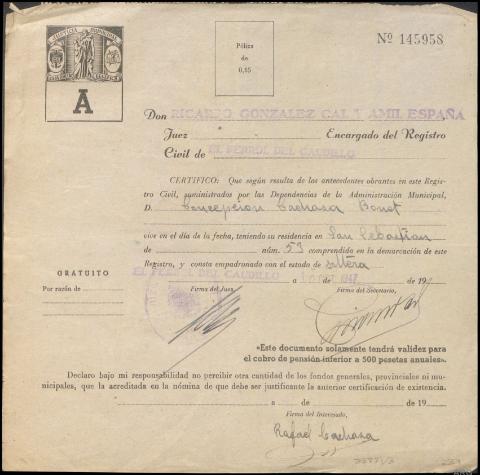 JUSTICIA MUNICIPAL
A
Póliza
de
0,15
Nº 145958
Don RICARDO GONZALEZ CAL Y AMIL ESPAÑA
Juez Encargado del Registro
Civil de EL FERROL DEL CAUDILLO
CERTIFICO: Que según resulta de los antecedentes obrantes en este Regis-
tro Civil, suministrados por las Dependencias de la Administración Municipal,
D. Concepcion Cachaza Bonet
vive en el día de la fecha, teniendo su residencia en San Sebastian
de núm. 53 comprendido en la demarcación de este
Registro, y consta empadronado con el estado de soltera
GRATUITO
Por razón de
EL FERROL DEL CAUDILLO a 1947 de 194
Firma del Juez,
Firma del Secretario,
«Este documento solamente tendrá validez para
el cobro de pensión inferior a 500 pesetas anuales».
Declaro bajo mi responsabilidad no percibir otra cantidad de los fondos generales, provinciales ni mu-
nicipales, que la acreditada en la nómina de que debe ser justificante la anterior certificación de existencia.
a de de 19
Firma del Interesado,
Rafael Cachaza